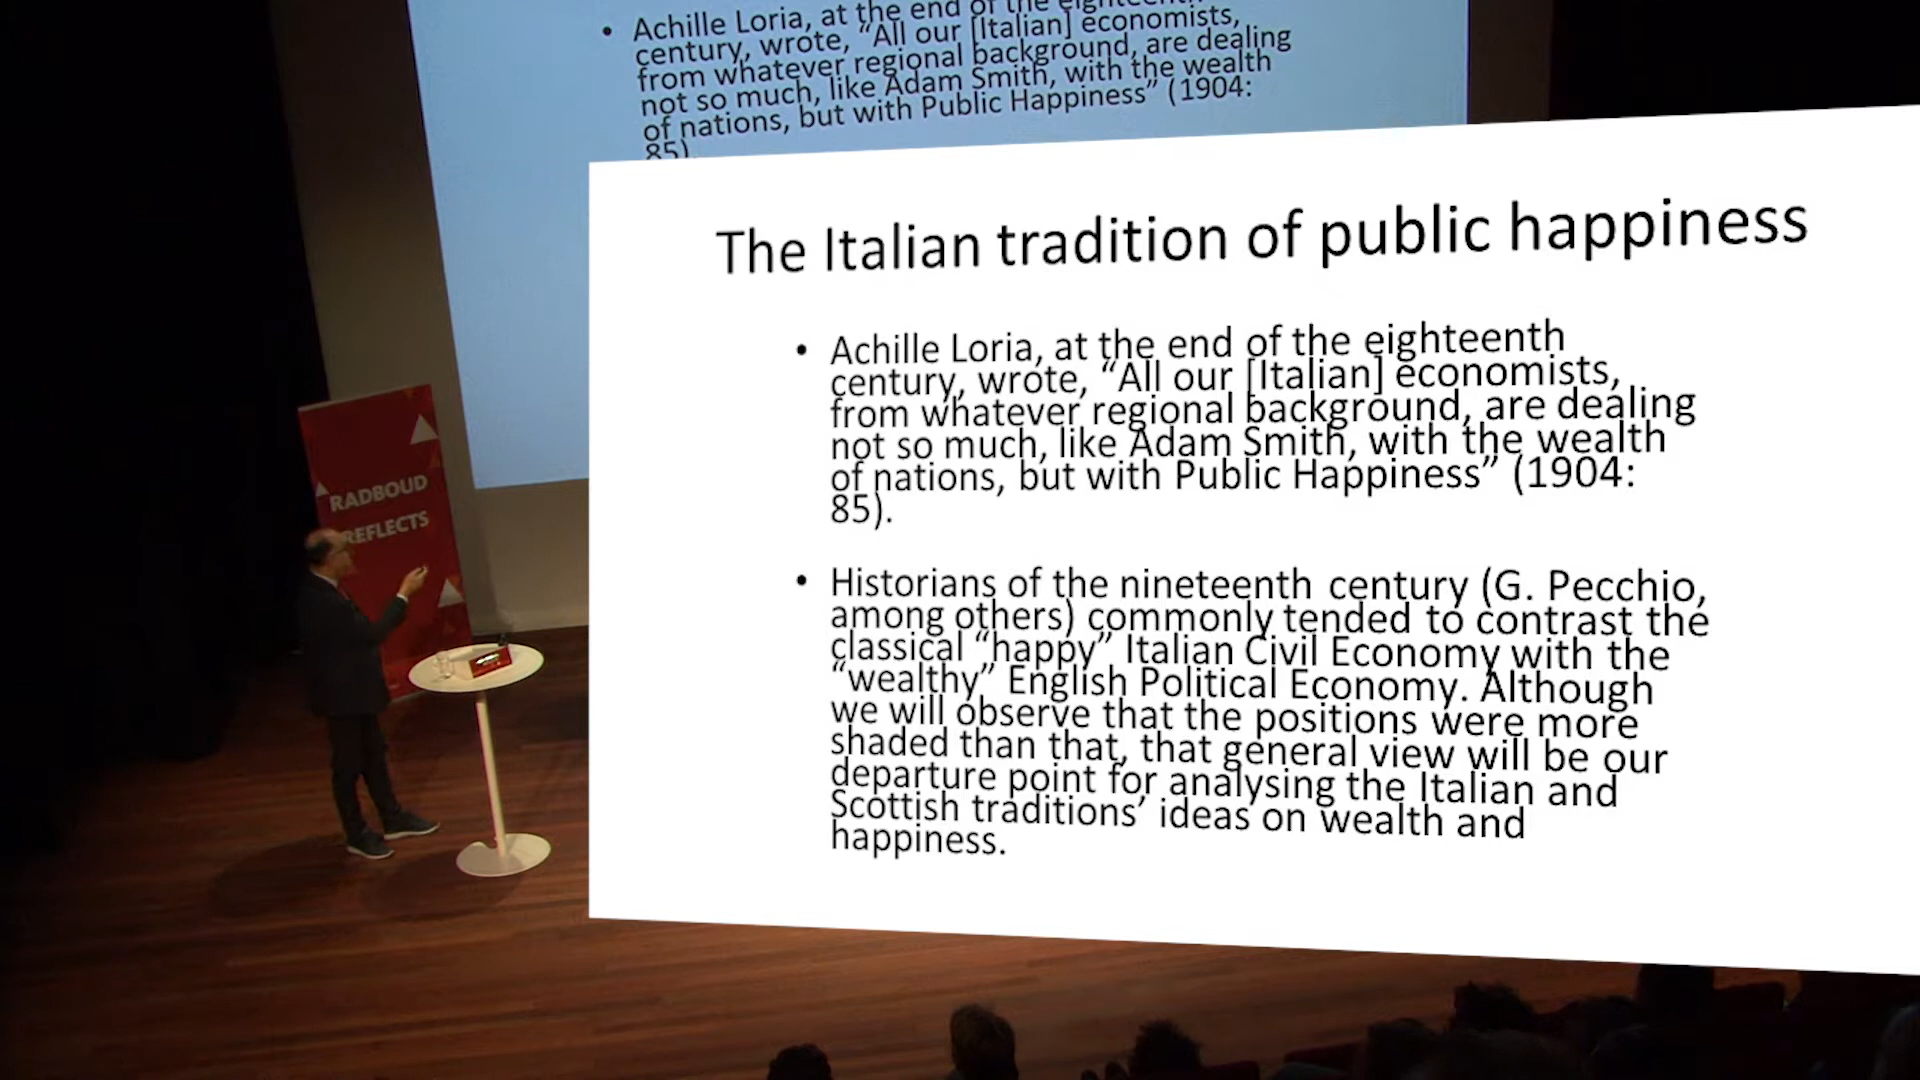 • Achille Loria, at the end of the eighteenth
century, wrote, “All our [Italian] economists,
from whatever regional background, are dealing
not so much, like Adam Smith, with the wealth
of nations, but with Public Happiness” (1904:
85).
The Italian tradition of public happiness
• Achille Loria, at the end of the eighteenth
century, wrote, “All our [Italian] economists,
from whatever regional background, are dealing
not so much, like Adam Smith, with the wealth
of nations, but with Public Happiness” (1904:
85).
• Historians of the nineteenth century (G. Pecchio,
among others) commonly tended to contrast the
classical “happy” Italian Civil Economy with the
“wealthy” English Political Economy. Although
we will observe that the positions were more
shaded than that, that general view will be our
departure point for analysing the Italian and
Scottish traditions’ ideas on wealth and
happiness.
RADBOUD
REFLECTS